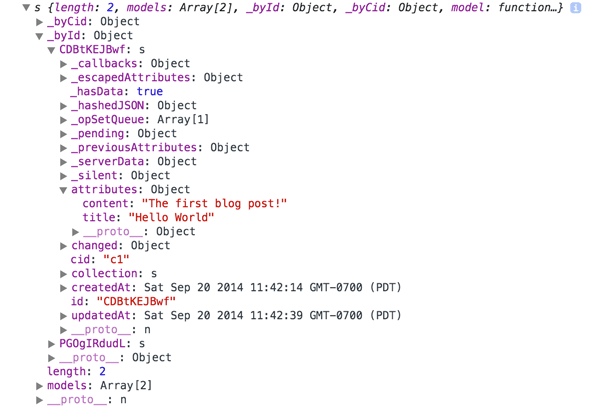 s {length: 2, models: Array[2], _byId: Object, _byCid: Object, model: function…}
_byCid: Object
_byId: Object
CDBtKEJBwf: s
_callbacks: Object
_escapedAttributes: Object
_hasData: true
_hashedJSON: Object
_opSetQueue: Array[1]
_pending: Object
_previousAttributes: Object
_serverData: Object
_silent: Object
attributes: Object
content: "The first blog post!"
title: "Hello World"
__proto__: Object
changed: Object
cid: "c1"
collection: s
createdAt: Sat Sep 20 2014 11:42:14 GMT-0700 (PDT)
id: "CDBtKEJBwf"
updatedAt: Sat Sep 20 2014 11:42:39 GMT-0700 (PDT)
__proto__: n
PGOgIRdudL: s
__proto__: Object
length: 2
models: Array[2]
__proto__: n